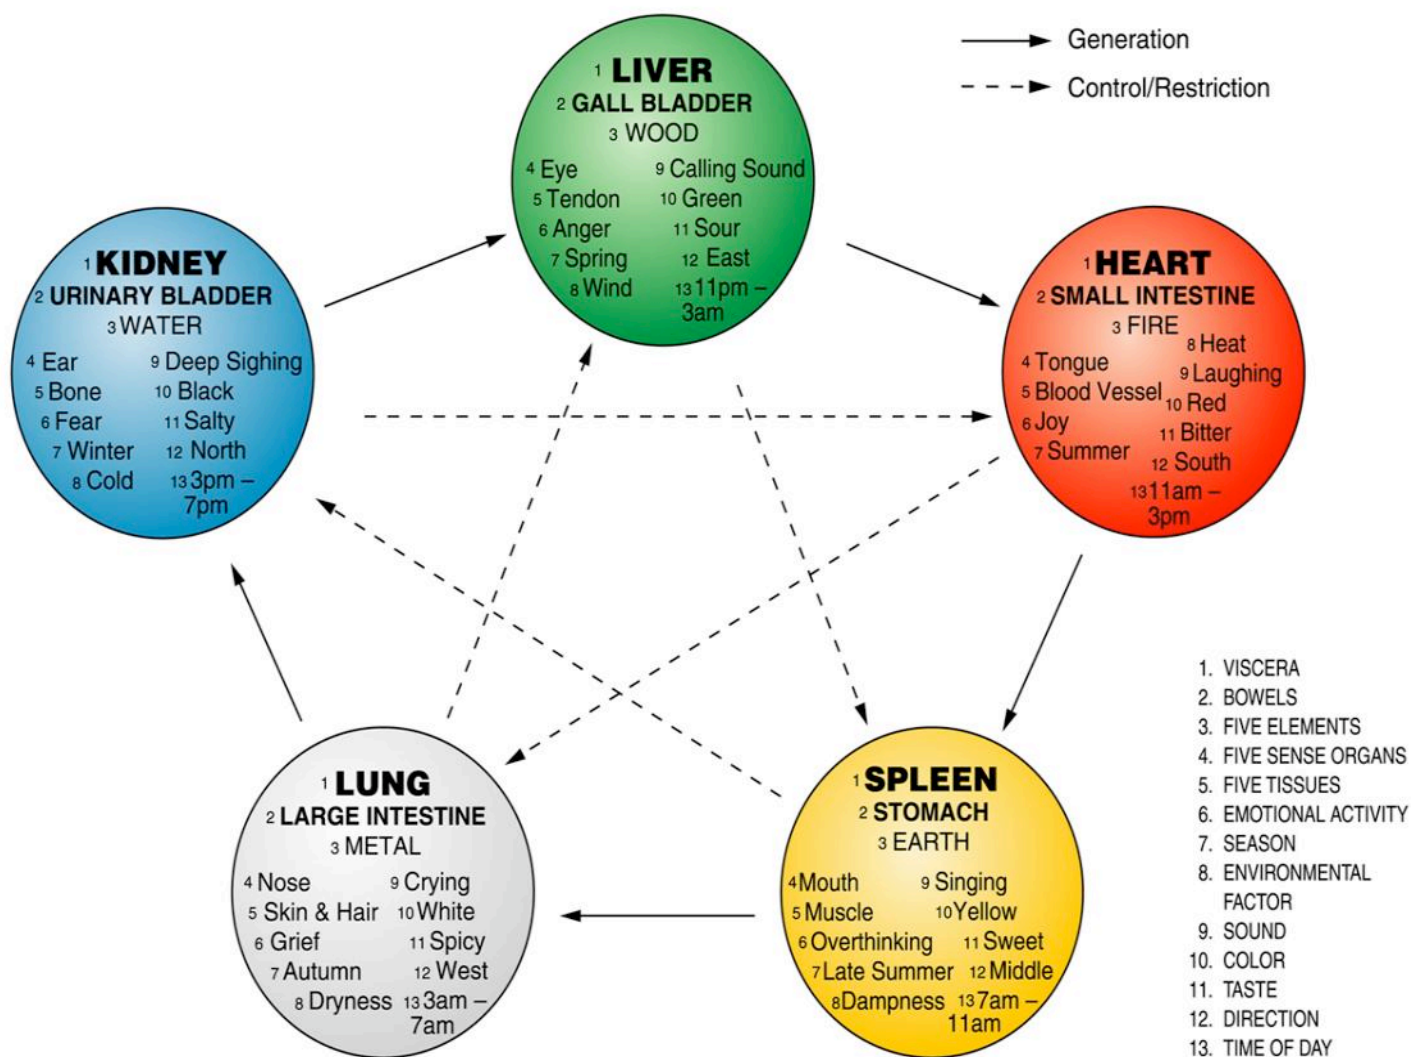 Generation
Control/Restriction
1 LIVER
2 GALL BLADDER
3 WOOD
4 Eye
5 Tendon
6 Anger
7 Spring
8 Wind
9 Calling Sound
10 Green
11 Sour
12 East
13 11pm –
3am
1 KIDNEY
2 URINARY BLADDER
3 WATER
4 Ear
5 Bone
6 Fear
7 Winter
8 Cold
9 Deep Sighing
10 Black
11 Salty
12 North
13 3pm –
7pm
1 HEART
2 SMALL INTESTINE
3 FIRE
4 Tongue
5 Blood Vessel
6 Joy
7 Summer
8 Heat
9 Laughing
10 Red
11 Bitter
12 South
13 11am –
3pm
1 LUNG
2 LARGE INTESTINE
3 METAL
4 Nose
5 Skin & Hair
6 Grief
7 Autumn
8 Dryness
9 Crying
10 White
11 Spicy
12 West
13 3am –
7am
1 SPLEEN
2 STOMACH
3 EARTH
4 Mouth
5 Muscle
6 Overthinking
7 Late Summer
8 Dampness
9 Singing
10 Yellow
11 Sweet
12 Middle
13 7am –
11am
1. VISCERA
2. BOWELS
3. FIVE ELEMENTS
4. FIVE SENSE ORGANS
5. FIVE TISSUES
6. EMOTIONAL ACTIVITY
7. SEASON
8. ENVIRONMENTAL
FACTOR
9. SOUND
10. COLOR
11. TASTE
12. DIRECTION
13. TIME OF DAY